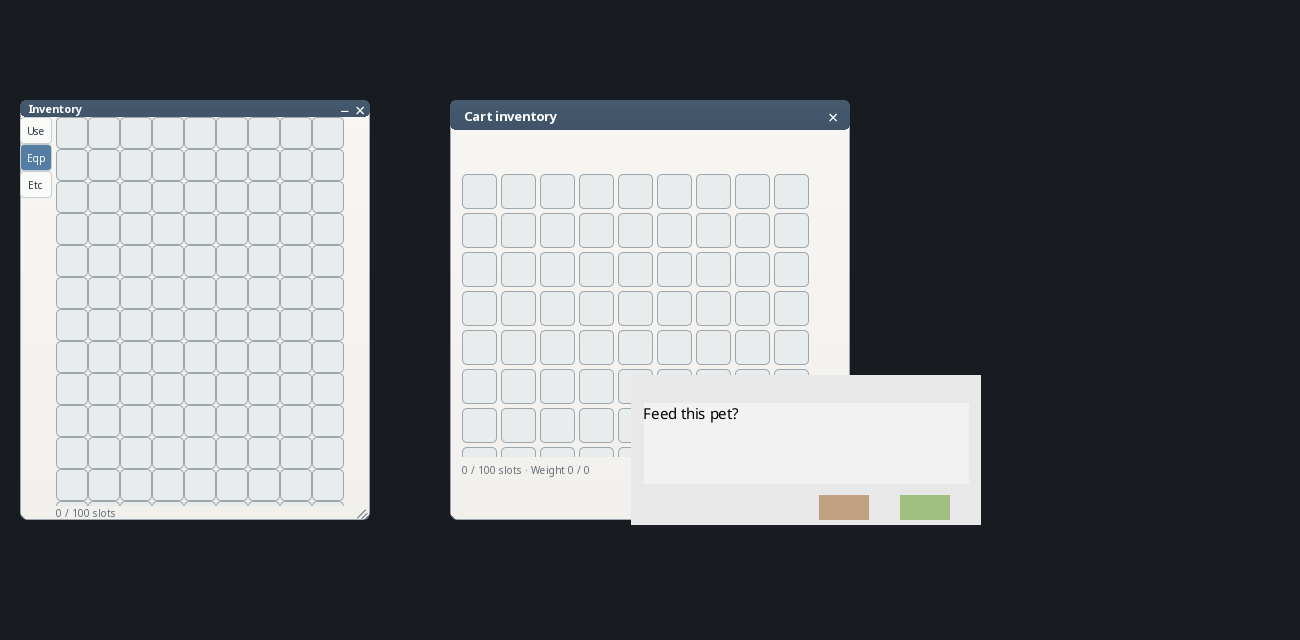 Inventory
Use
Eqp
Etc
0 / 100 slots
Cart inventory
0 / 100 slots · Weight 0 / 0
Feed this pet?